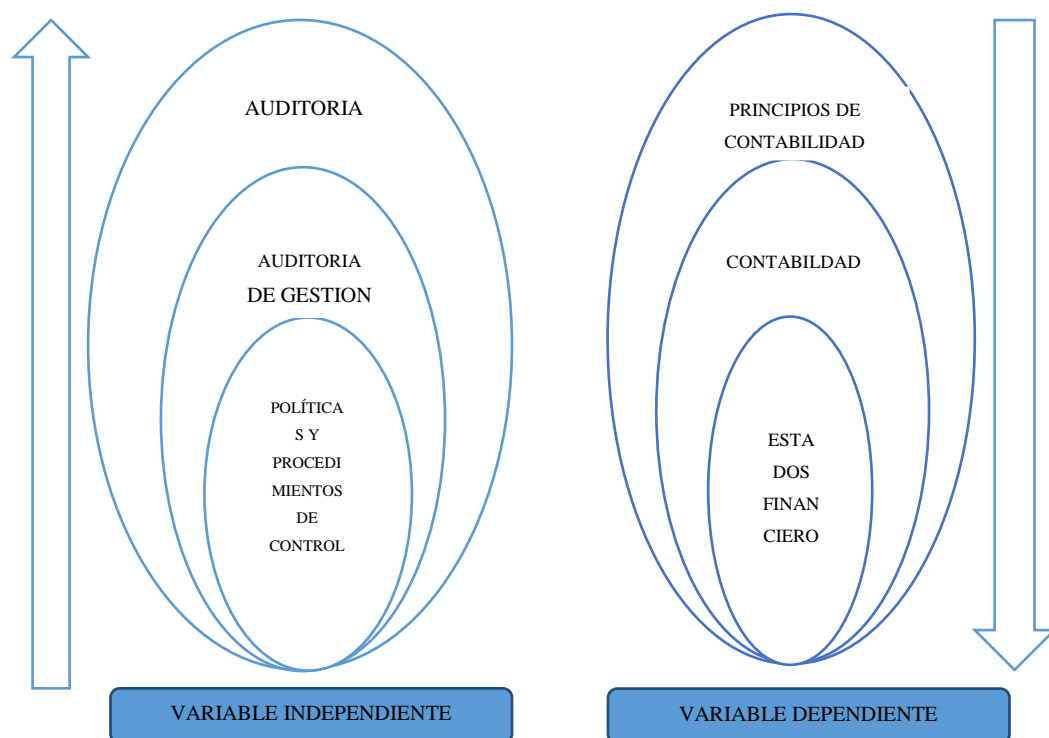 AUDITORIA
AUDITORIA
DE GESTION
POLÍTICA
S Y
PROCEDI
MIENTOS
DE
CONTROL
VARIABLE INDEPENDIENTE
PRINCIPIOS DE
CONTABILIDAD
CONTABILDAD
ESTA
DOS
FINAN
CIERO
VARIABLE DEPENDIENTE